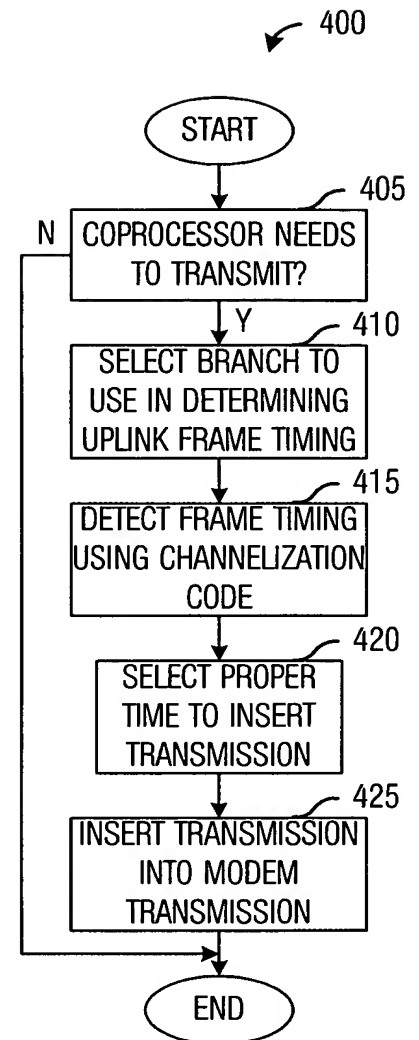 400
START
405
N
COPROCESSOR NEEDS
TO TRANSMIT?
Y
410
SELECT BRANCH TO
USE IN DETERMINING
UPLINK FRAME TIMING
415
DETECT FRAME TIMING
USING CHANNELIZATION
CODE
420
SELECT PROPER
TIME TO INSERT
TRANSMISSION
425
INSERT TRANSMISSION
INTO MODEM
TRANSMISSION
END